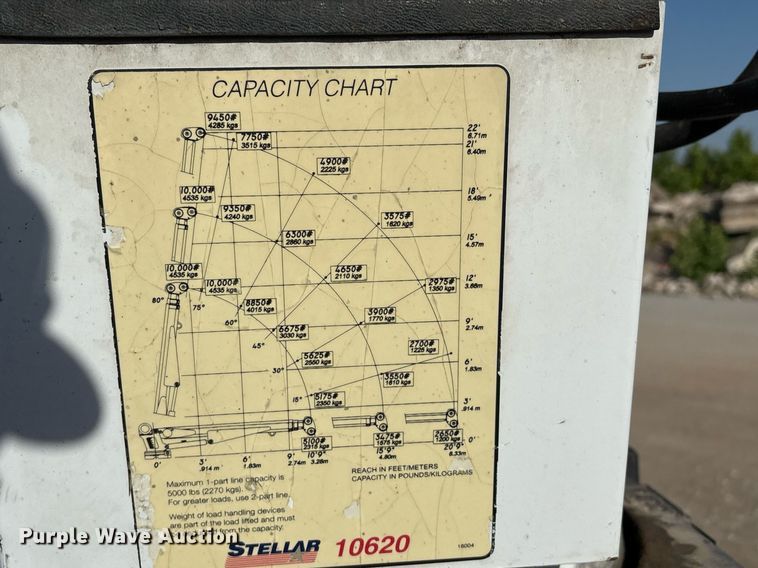 CAPACITY CHART
9450#
4285 kgs
7750#
3515 kgs
22'
6.71m
21'
6.40m
4900#
2225 kgs
10,000#
4535 kgs
18'
5.49m
9350#
4240 kgs
3575#
1620 kgs
6300#
2860 kgs
15'
4.57m
10,000#
4535 kgs
10,000#
4535 kgs
4650#
2110 kgs
2975#
1350 kgs
12'
3.66m
80°
75°
8850#
4015 kgs
60°
3900#
1770 kgs
9'
2.74m
6675#
3030 kgs
45°
2700#
1225 kgs
5625#
2550 kgs
30°
6'
1.83m
3550#
1610 kgs
5175#
2350 kgs
15°
3'
.914 m
5100#
2315 kgs
3475#
1575 kgs
2650#
1200 kgs
0'
0'
3'
.914 m
6'
1.83m
9'
2.74m
10'9"
3.28m
15'9"
4.80m
20'9"
6.33m
Maximum 1-part line capacity is
5000 lbs (2270 kgs).
For greater loads, use 2-part line.
REACH IN FEET/METERS
CAPACITY IN POUNDS/KILOGRAMS
Weight of load handling devices
are part of the load lifted and must
from the capacity.
STELLAR 10620
16004
Purple Wave Auction